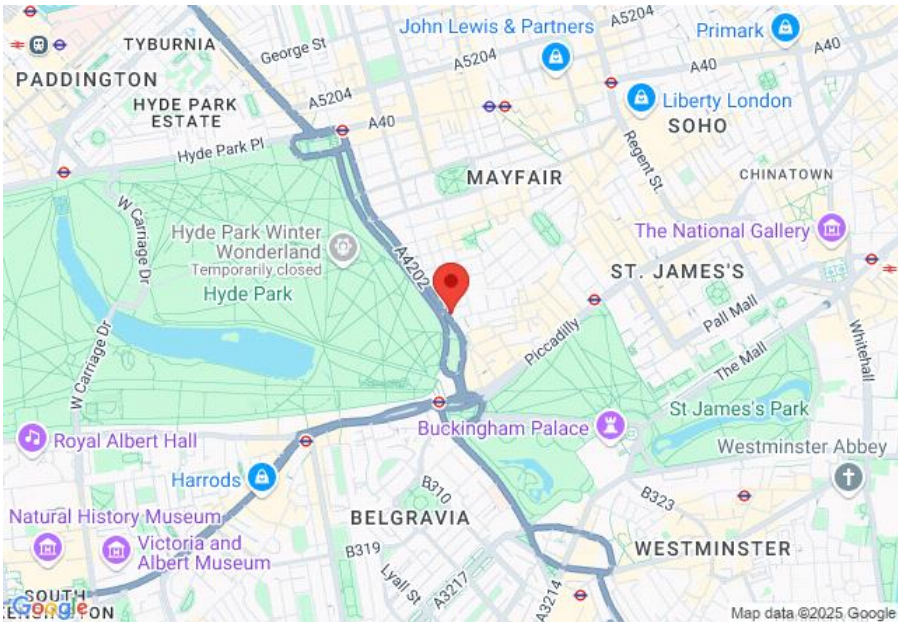 John Lewis & Partners
A5204
Primark
TYBURNIA
George St
A5204
A40
PADDINGTON
A5204
HYDE PARK
ESTATE
A40
Liberty London
SOHO
Hyde Park Pl
Regent St.
MAYFAIR
CHINATOWN
W Carriage Dr
Hyde Park Winter
Wonderland
Temporarily closed
The National Gallery
A4202
Hyde Park
ST. JAMES'S
Pall Mall
Piccadilly
The Mall
Whitehall
W Carriage Dr
St James's Park
Buckingham Palace
Royal Albert Hall
Westminster Abbey
Harrods
B310
B323
Natural History Museum
BELGRAVIA
Victoria and
Albert Museum
B319
WESTMINSTER
Lyall St
A3217
A3214
SOUTH
KENSINGTON
Google
Map data ©2025 Google